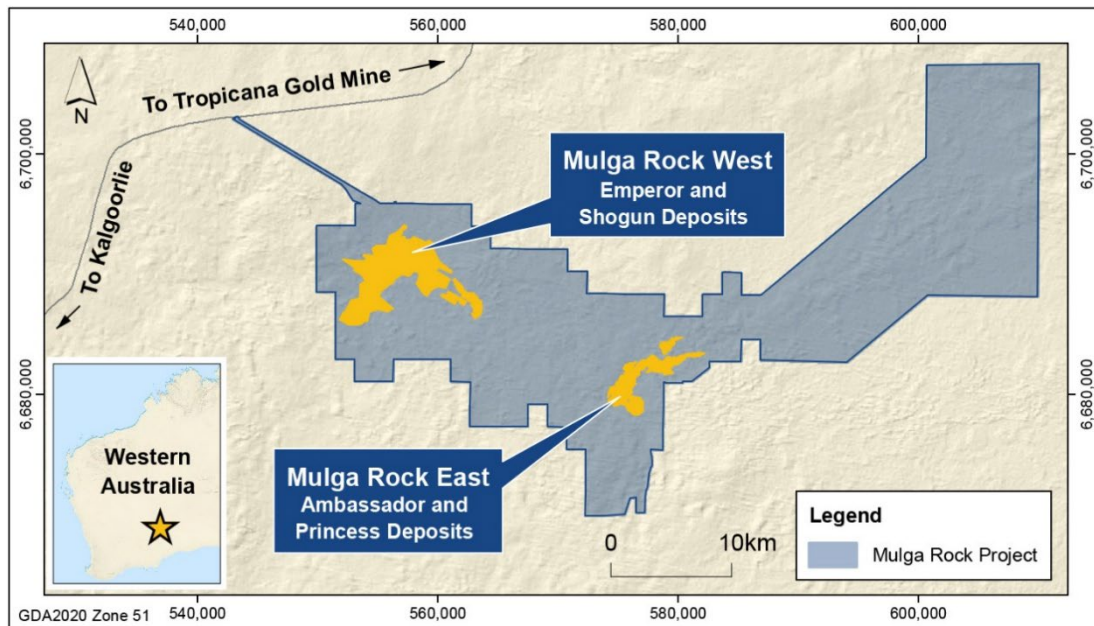 540,000
560,000
580,000
600,000
N
To Tropicana Gold Mine
To Kalgoorlie
6,700,000
6,700,000
Mulga Rock West
Emperor and
Shogun Deposits
6,680,000
6,680,000
Western
Australia
Mulga Rock East
Ambassador and
Princess Deposits
0
10km
Legend
Mulga Rock Project
GDA2020 Zone 51
540,000
560,000
580,000
600,000